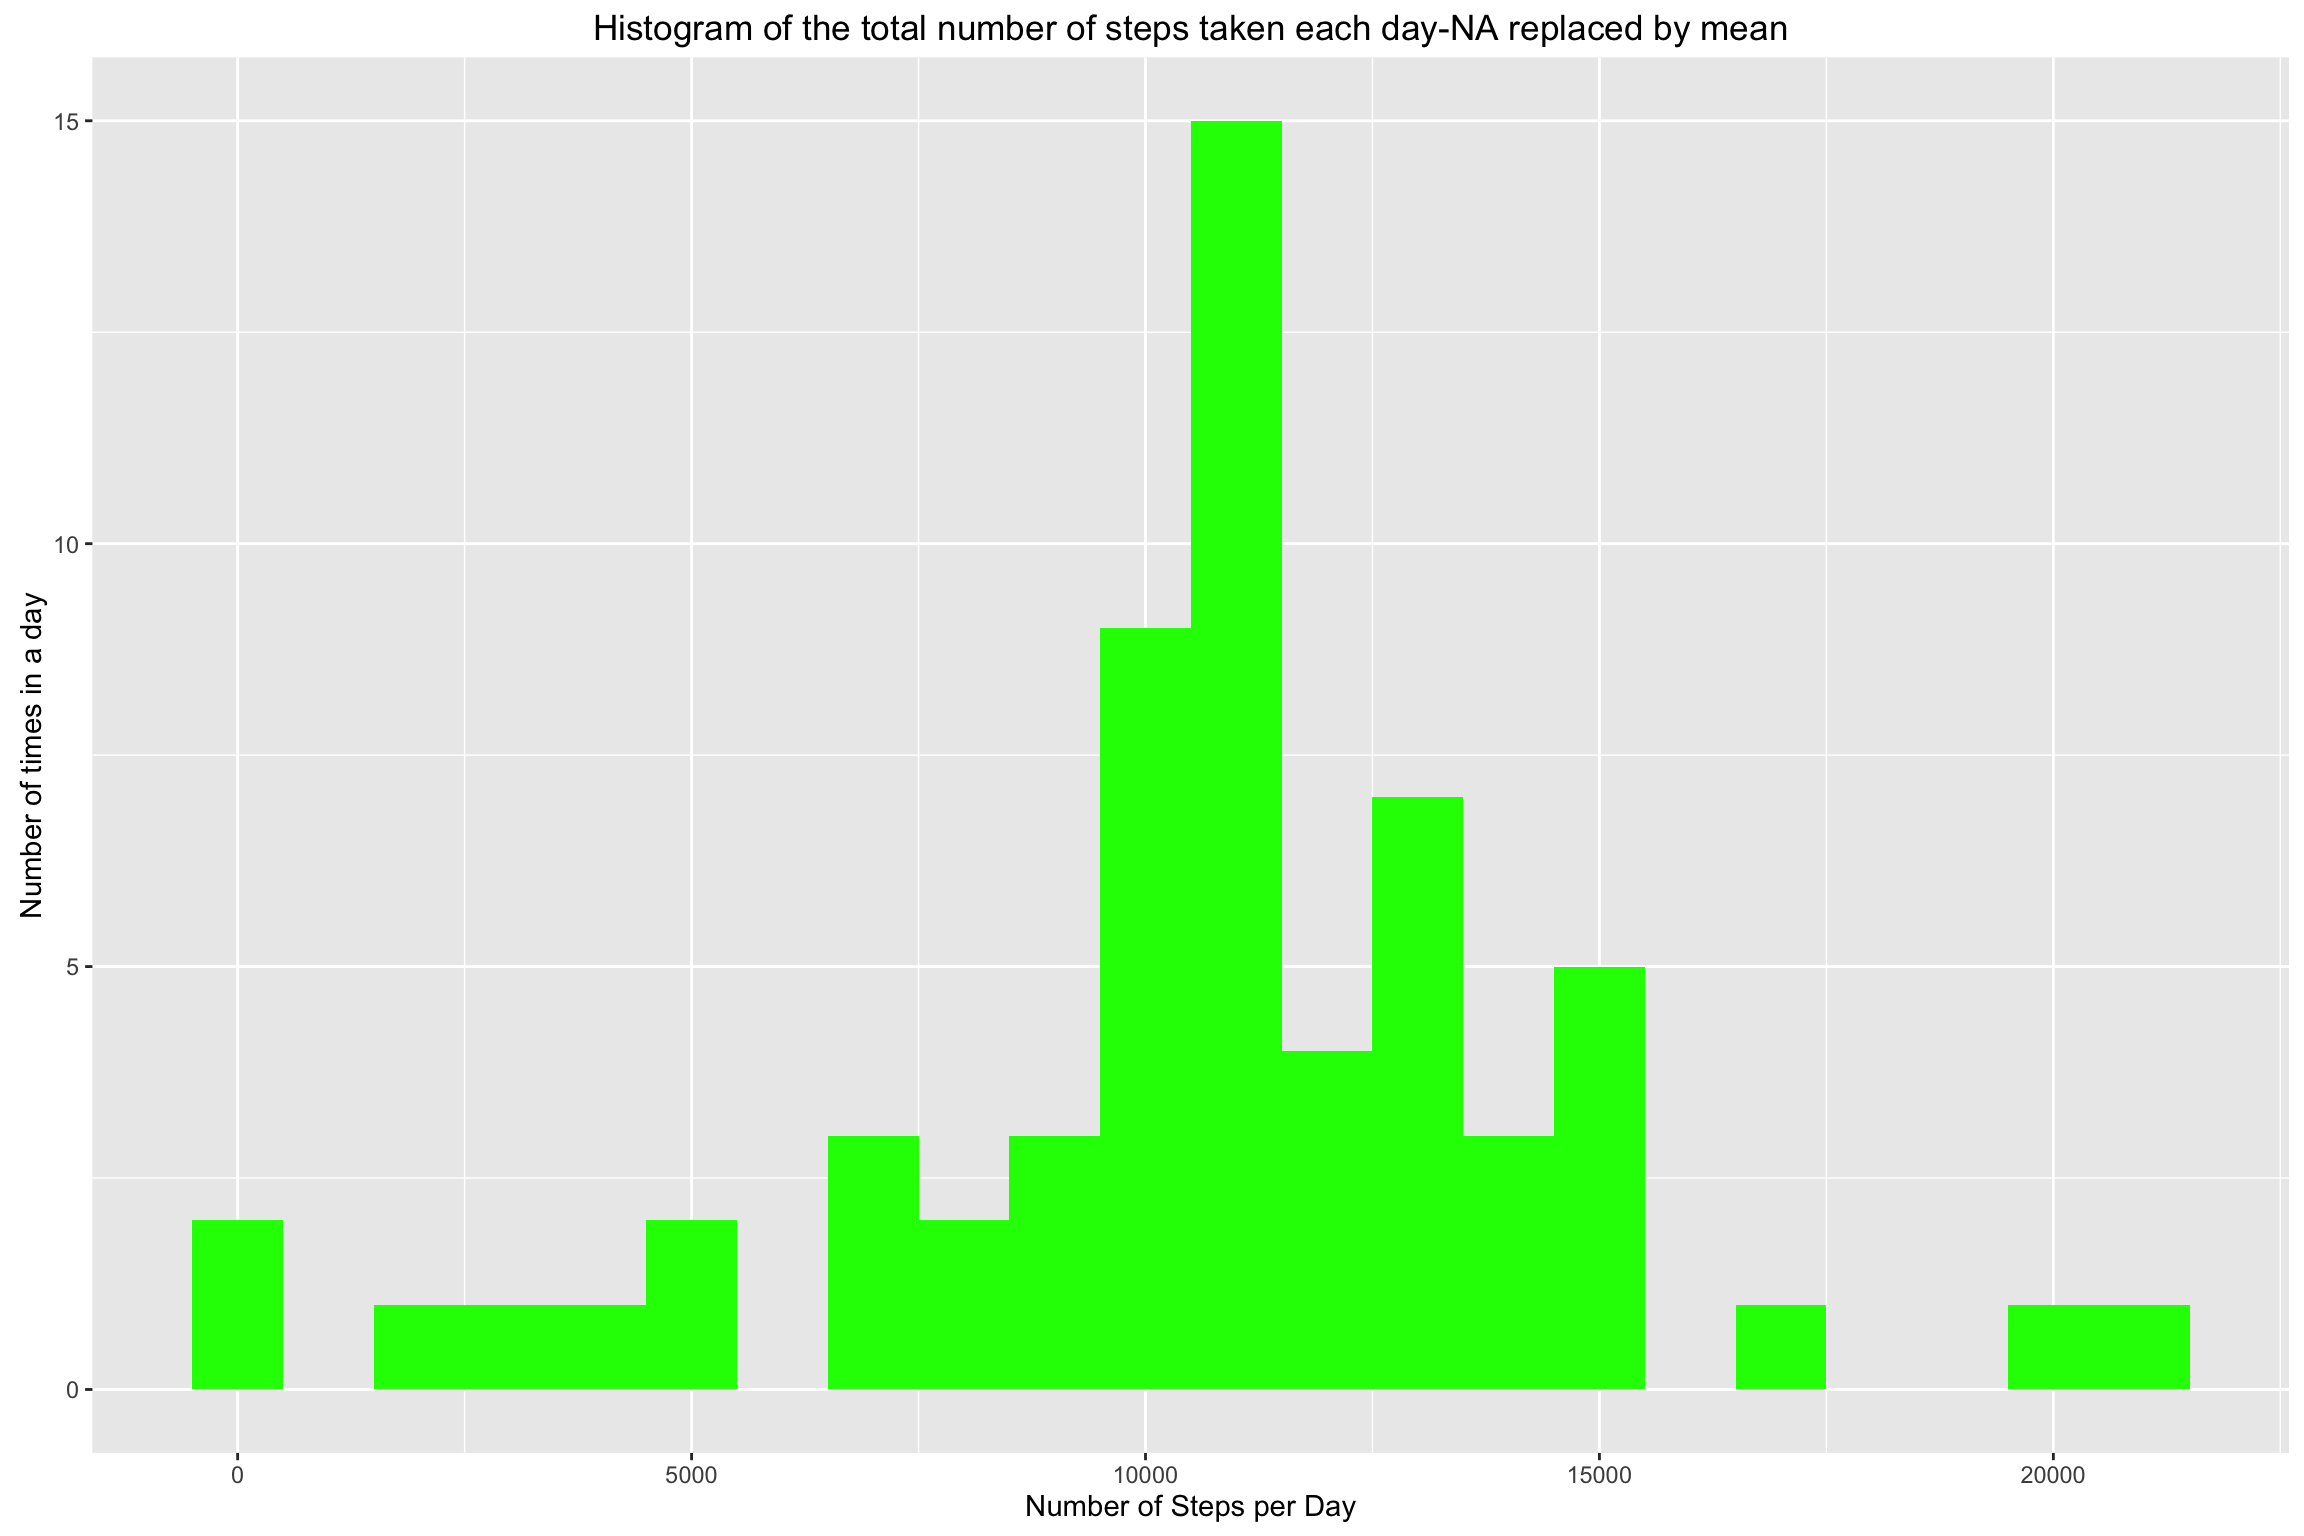 Histogram of the total number of steps taken each day-NA replaced by mean
15
10
5
0
Number of times in a day
0 5000 10000 15000 20000
Number of Steps per Day